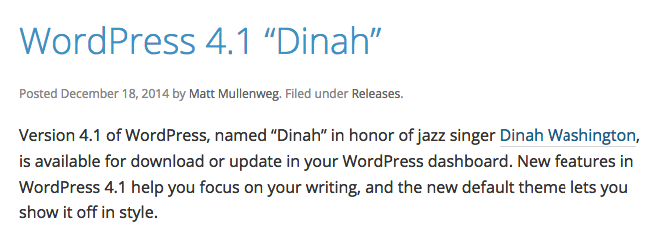 WordPress 4.1 “Dinah”
Posted December 18, 2014 by Matt Mullenweg. Filed under Releases.
Version 4.1 of WordPress, named “Dinah” in honor of jazz singer Dinah Washington,
is available for download or update in your WordPress dashboard. New features in
WordPress 4.1 help you focus on your writing, and the new default theme lets you
show it off in style.